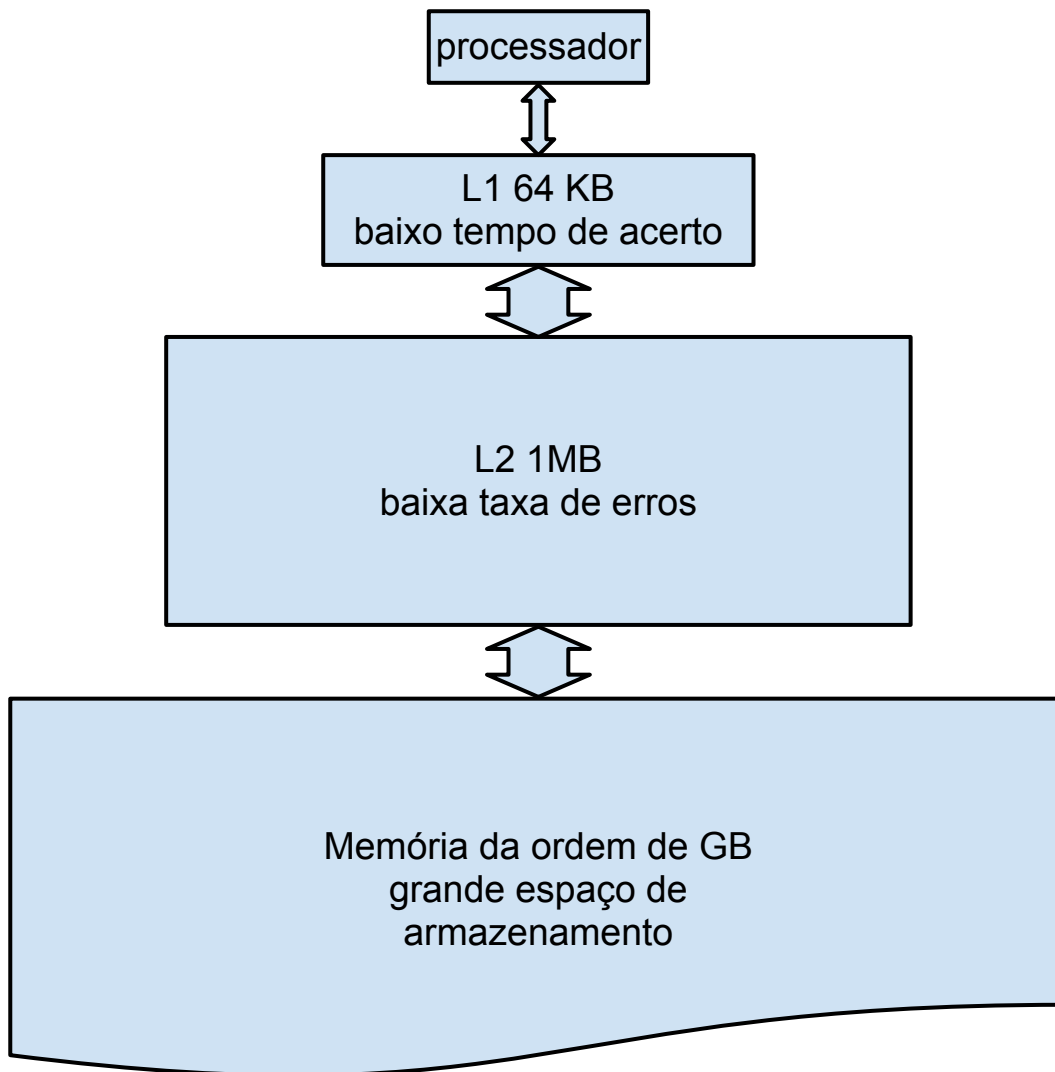 processador
L1 64 KB
baixo tempo de acerto
L2 1MB
baixa taxa de erros
Memória da ordem de GB
grande espaço de
armazenamento